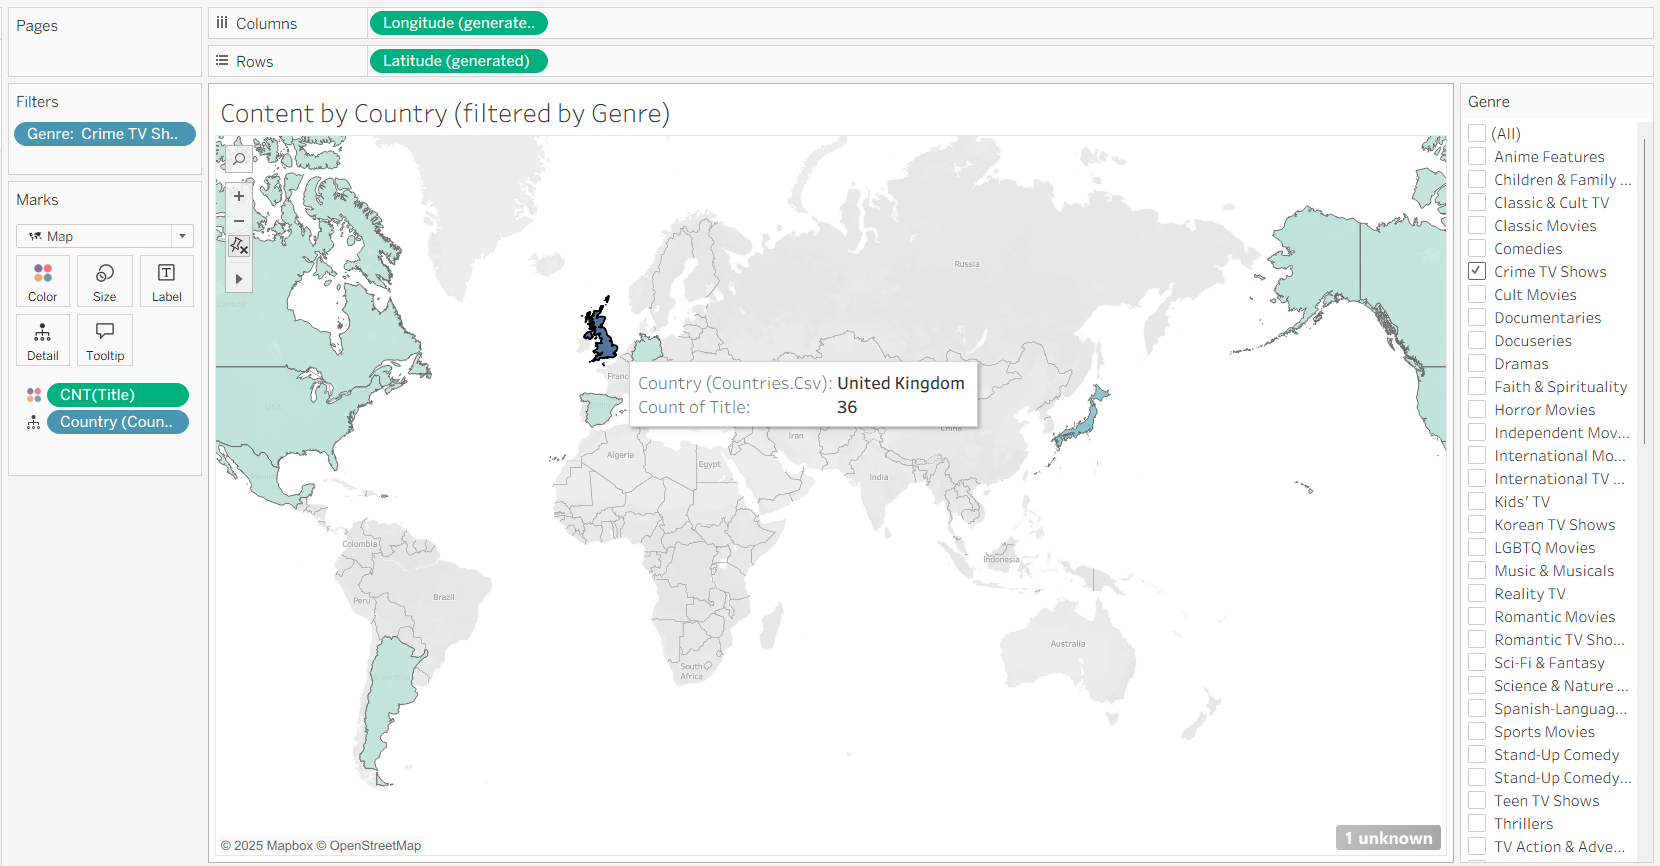 Pages
Columns
Longitude (generate..
Rows
Latitude (generated)
Filters
Genre: Crime TV Sh..
Marks
Map
Color
Size
Label
Detail
Tooltip
CNT(Title)
Country (Coun..
Content by Country (filtered by Genre)
Canada
USA
Mexico
Russia
Franc
Country (Countries.Csv): United Kingdom
Count of Title: 36
China
Iran
Algeria
Egypt
India
Colombia
Indonesia
Peru
Brazil
Australia
Argentina
South
Africa
© 2025 Mapbox © OpenStreetMap
1 unknown
Genre
(All)
Anime Features
Children & Family ...
Classic & Cult TV
Classic Movies
Comedies
Crime TV Shows
Cult Movies
Documentaries
Docuseries
Dramas
Faith & Spirituality
Horror Movies
Independent Mov...
International Mo...
International TV ...
Kids' TV
Korean TV Shows
LGBTQ Movies
Music & Musicals
Reality TV
Romantic Movies
Romantic TV Sho...
Sci-Fi & Fantasy
Science & Nature ...
Spanish-Languag...
Sports Movies
Stand-Up Comedy
Stand-Up Comedy...
Teen TV Shows
Thrillers
TV Action & Adve...